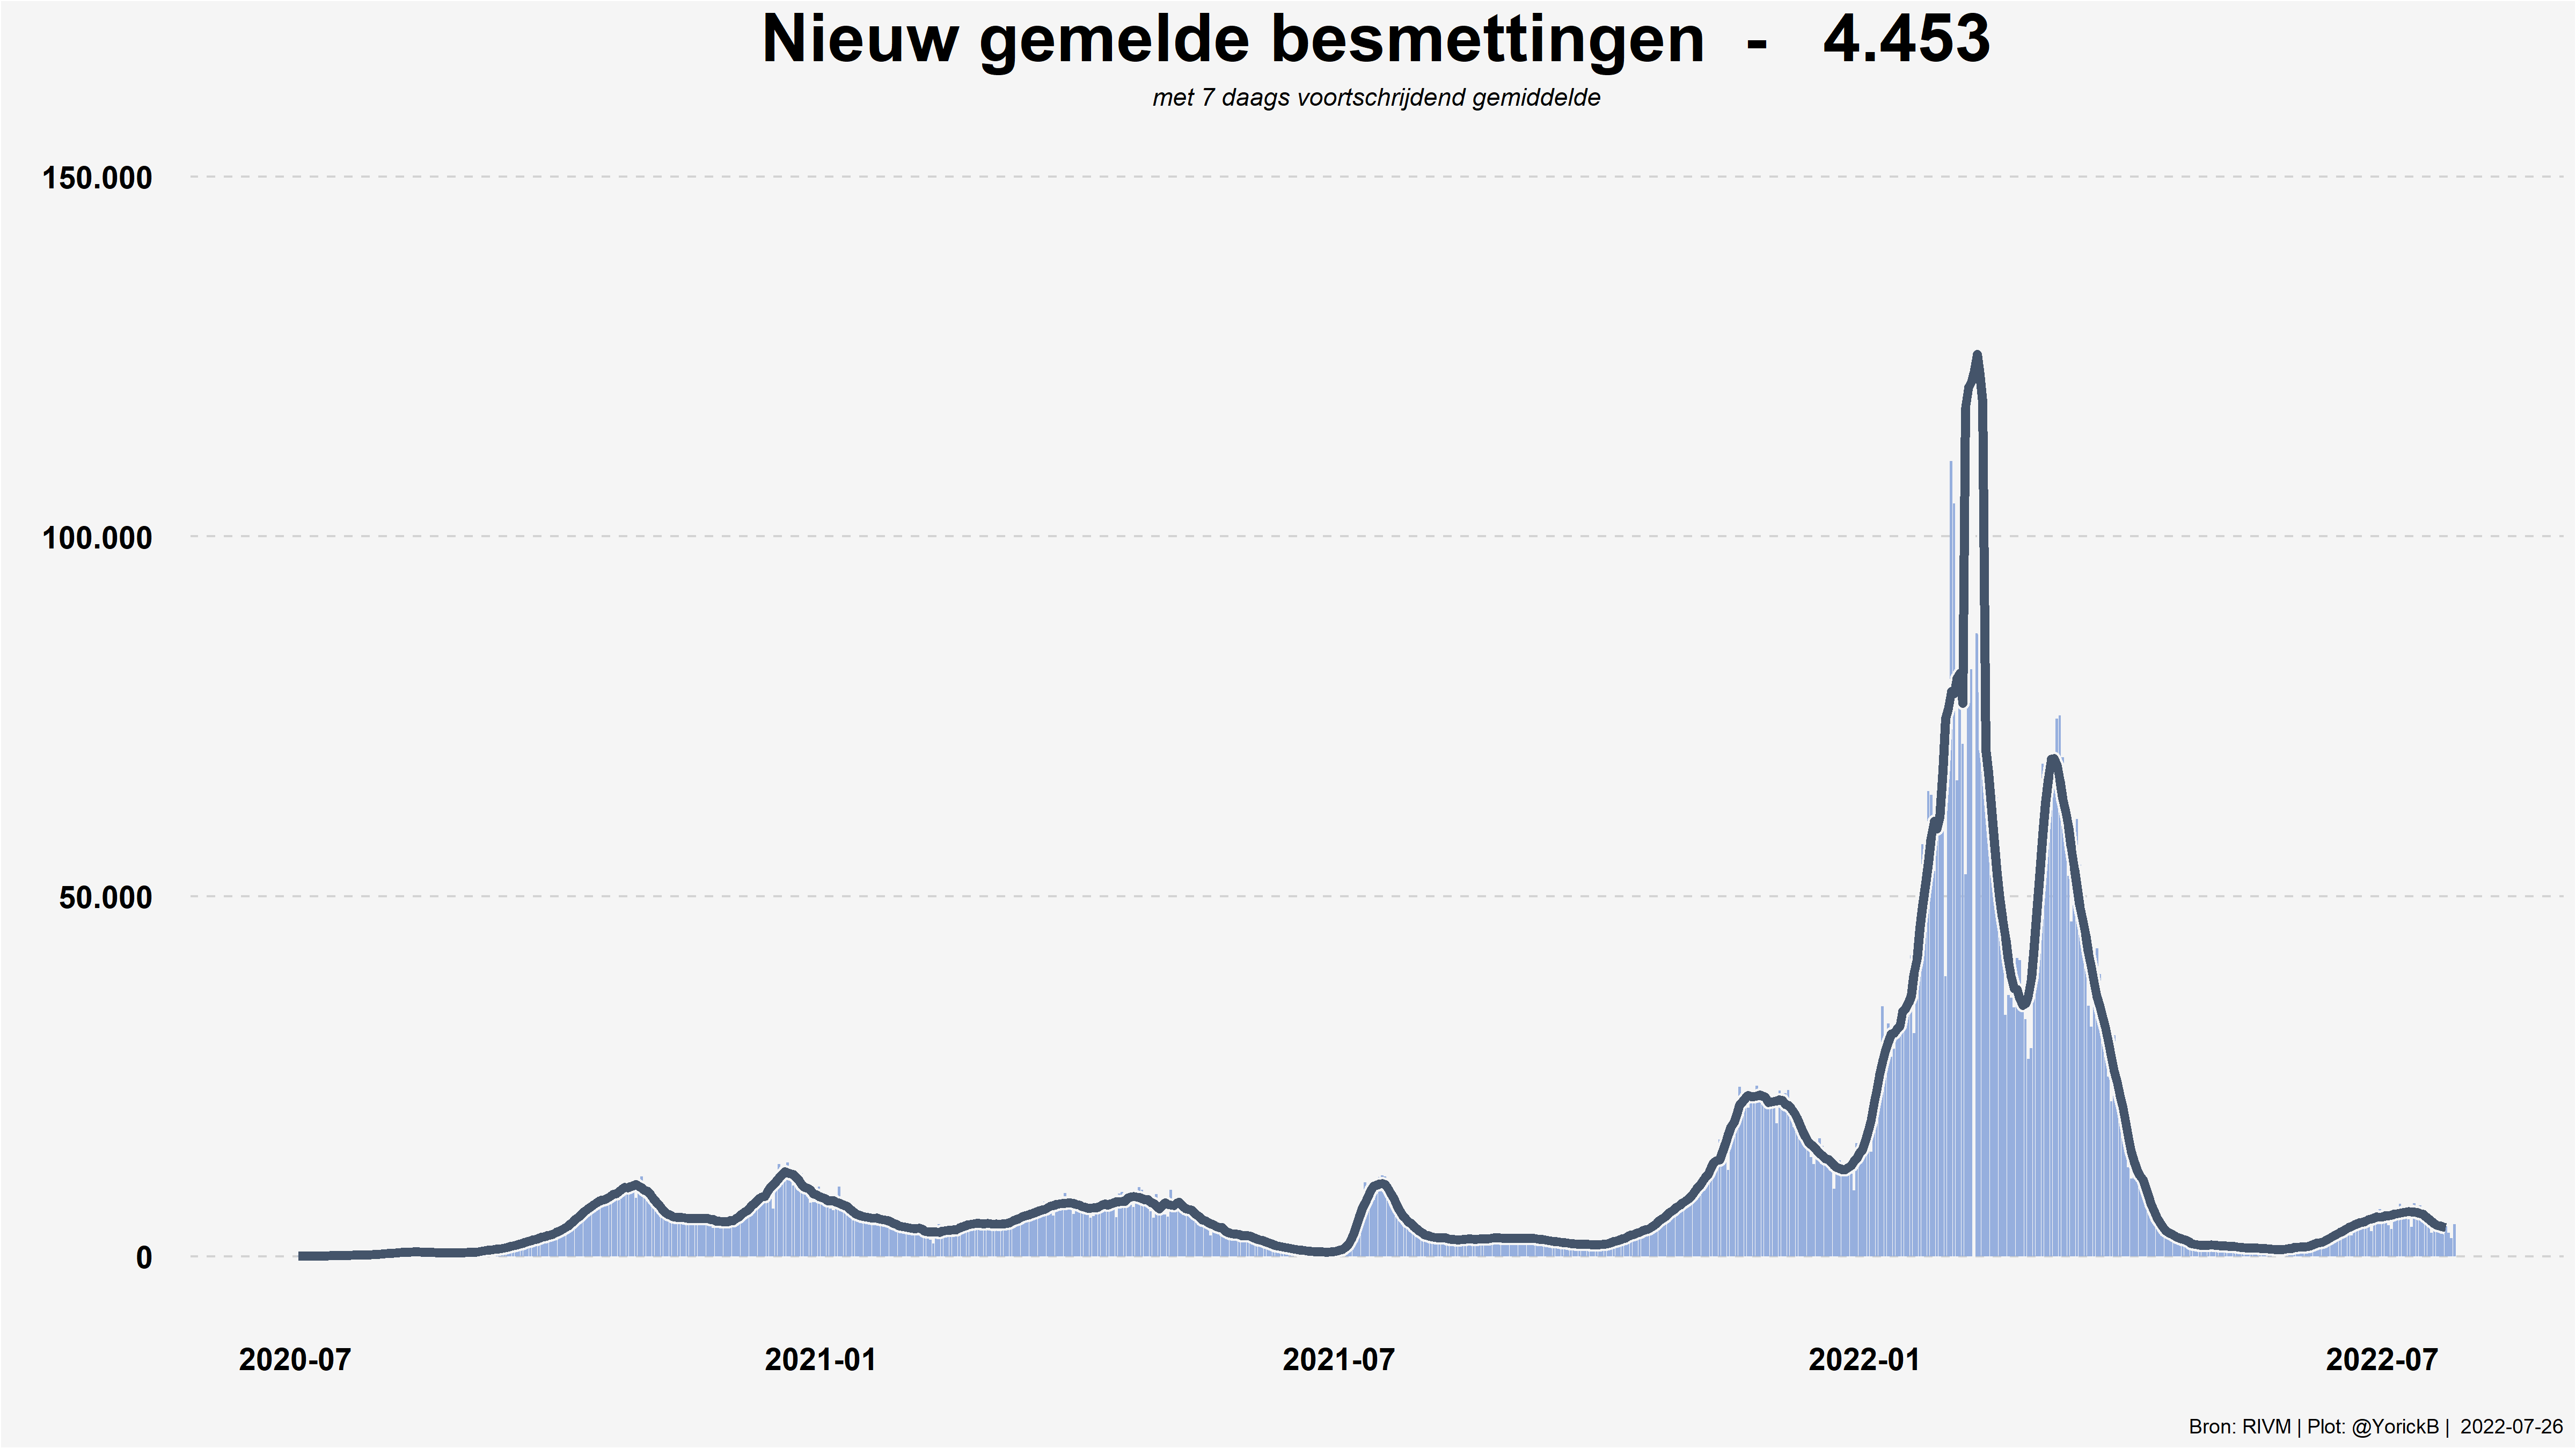 Nieuw gemelde besmettingen - 4.453
met 7 daags voortschrijdend gemiddelde
150.000
100.000
50.000
0
2020-07 2021-01 2021-07 2022-01 2022-07
Bron: RIVM | Plot: @YorickB | 2022-07-26